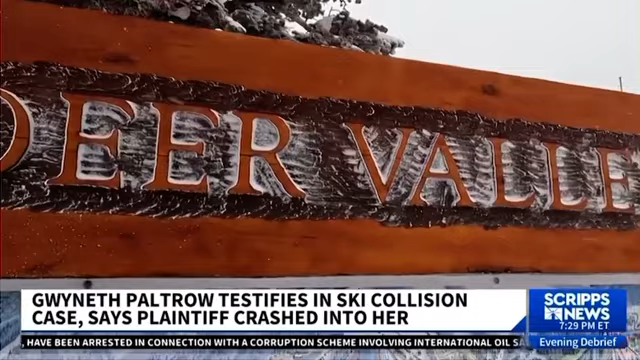 DEER VALLE
GWYNETH PALTROW TESTIFIES IN SKI COLLISION
CASE, SAYS PLAINTIFF CRASHED INTO HER
SCRIPPS
NEWS
7:29 PM ET
HAVE BEEN ARRESTED IN CONNECTION WITH A CORRUPTION SCHEME INVOLVING INTERNATIONAL OIL
Evening Debrief